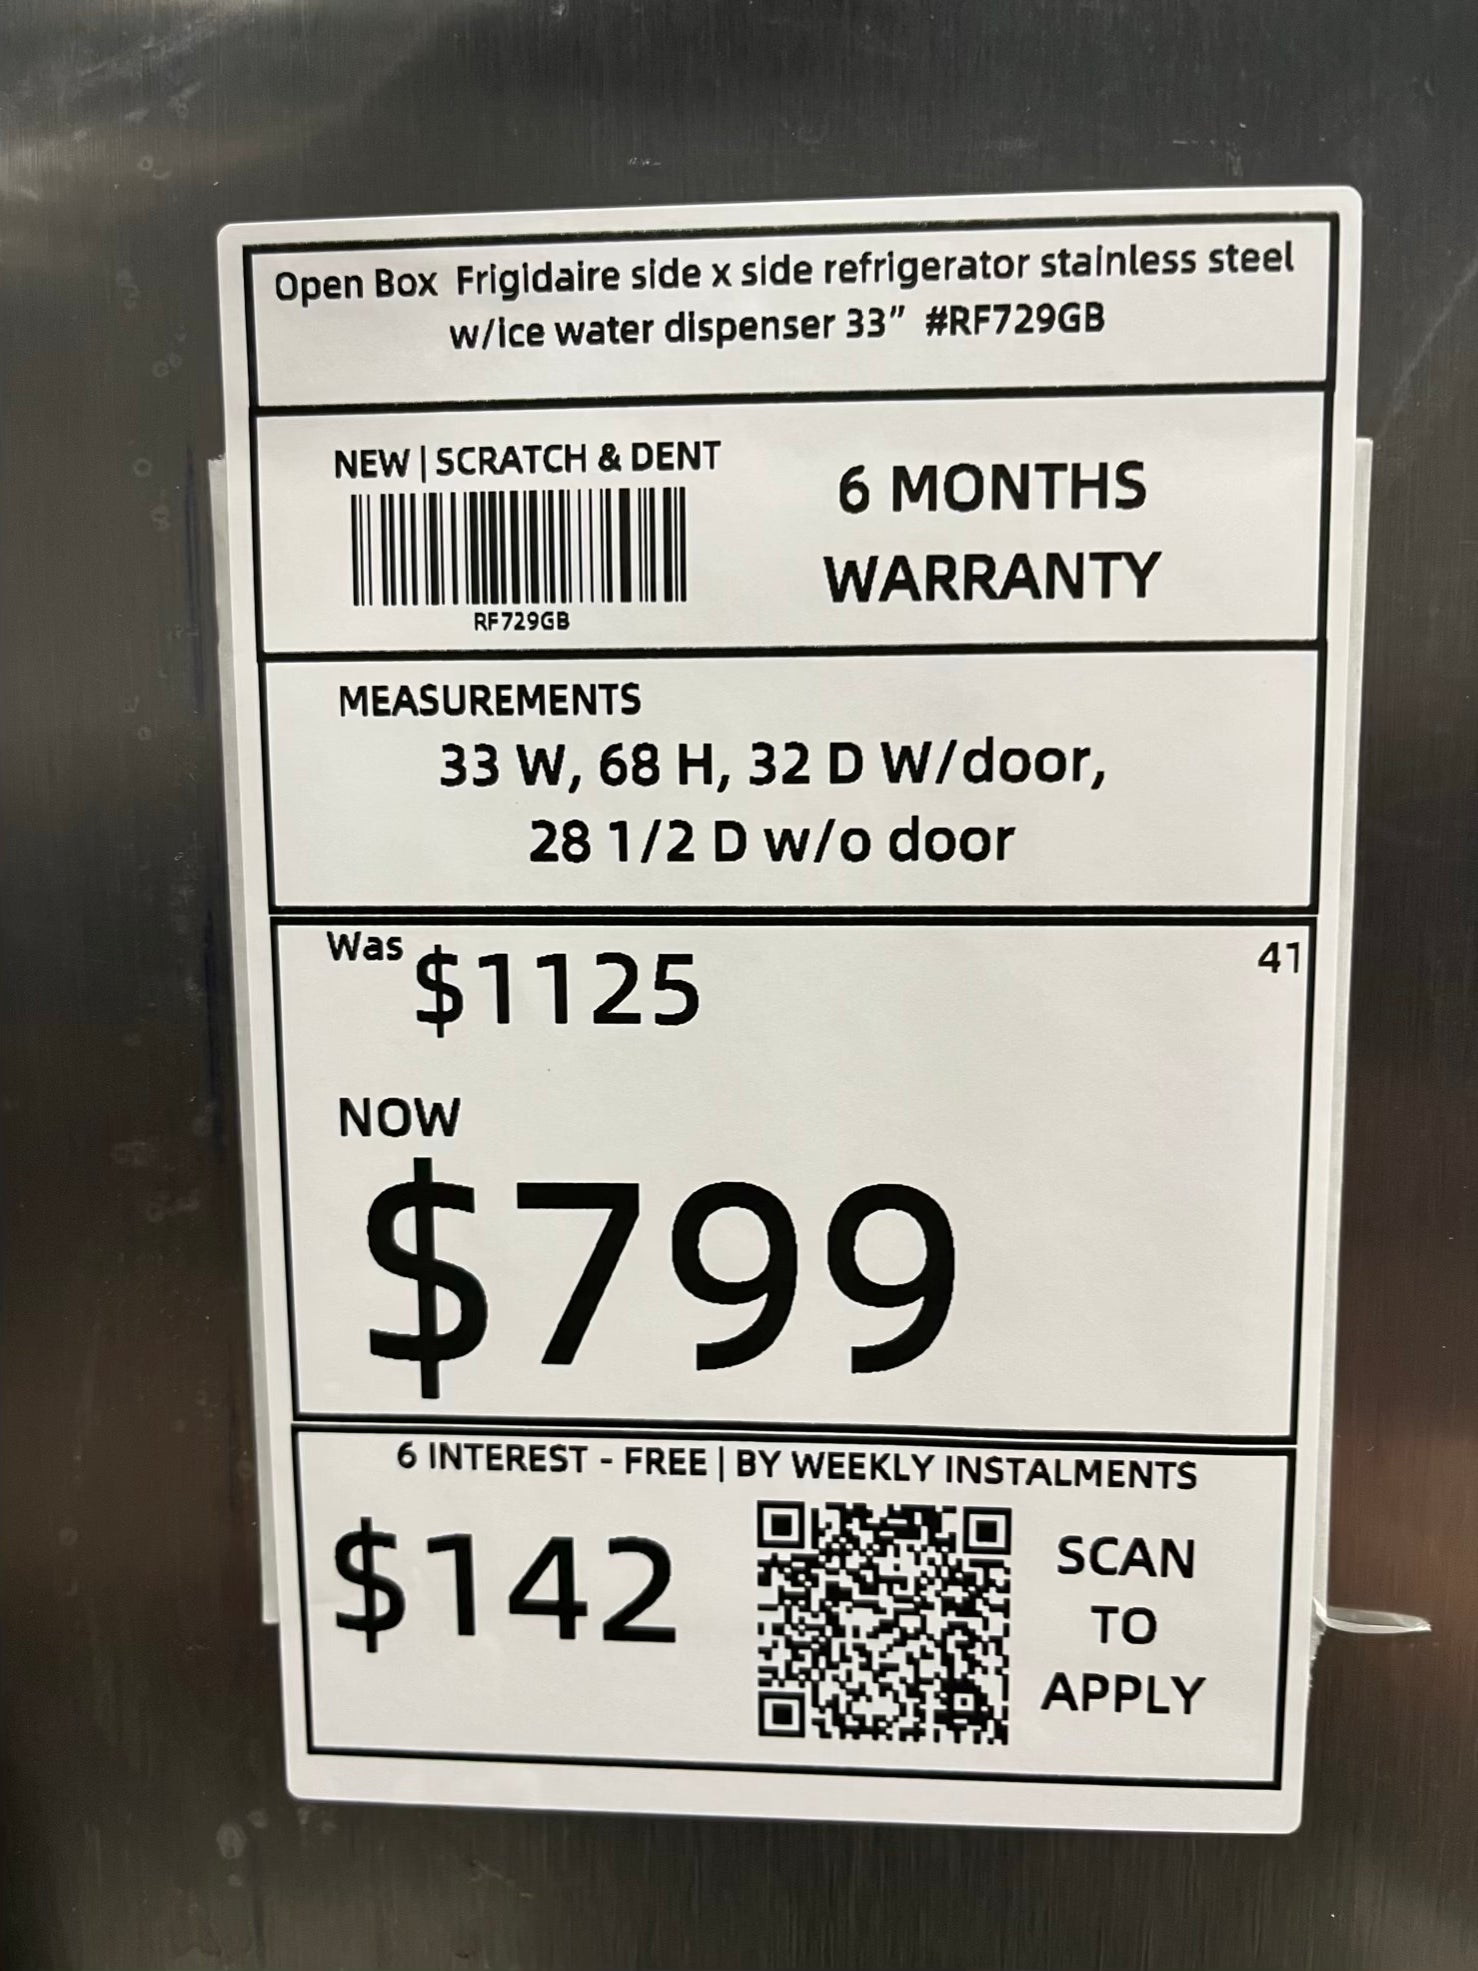 Open Box Frigidaire side x side refrigerator stainless steel
w/ice water dispenser 33” #RF729GB
NEW | SCRATCH & DENT
RF729GB
6 MONTHS
WARRANTY
MEASUREMENTS
33 W, 68 H, 32 D W/door,
28 1/2 D w/o door
Was $1125
41
NOW
$799
6 INTEREST - FREE | BY WEEKLY INSTALMENTS
$142
SCAN
TO
APPLY